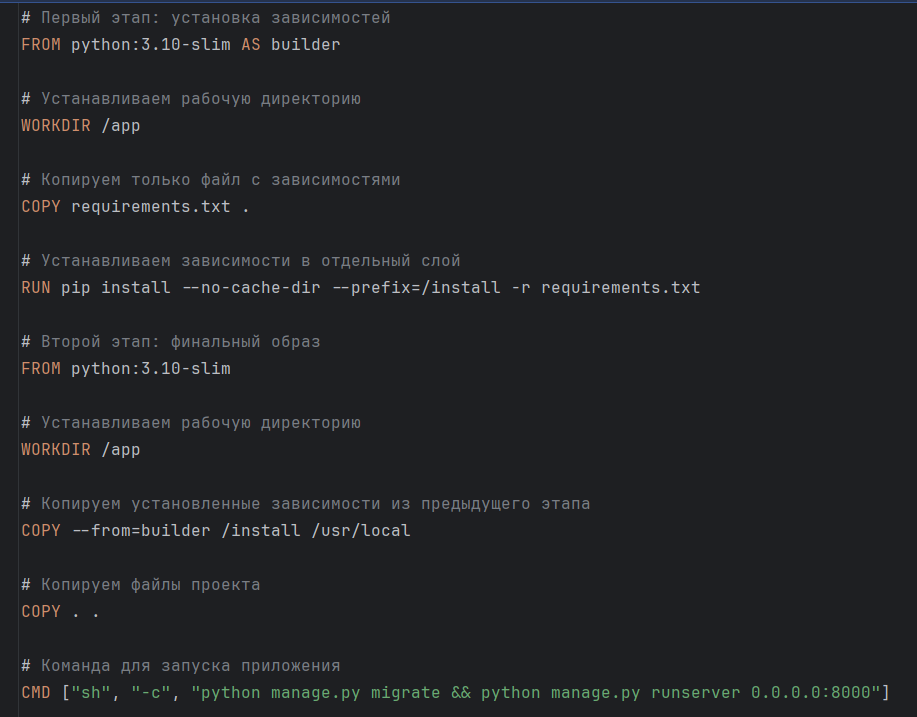 # Первый этап: установка зависимостей
FROM python:3.10-slim AS builder
# Устанавливаем рабочую директорию
WORKDIR /app
# Копируем только файл с зависимостями
COPY requirements.txt .
# Устанавливаем зависимости в отдельный слой
RUN pip install --no-cache-dir --prefix=/install -r requirements.txt
# Второй этап: финальный образ
FROM python:3.10-slim
# Устанавливаем рабочую директорию
WORKDIR /app
# Копируем установленные зависимости из предыдущего этапа
COPY --from=builder /install /usr/local
# Копируем файлы проекта
COPY . .
# Команда для запуска приложения
CMD ["sh", "-c", "python manage.py migrate && python manage.py runserver 0.0.0.0:8000"]